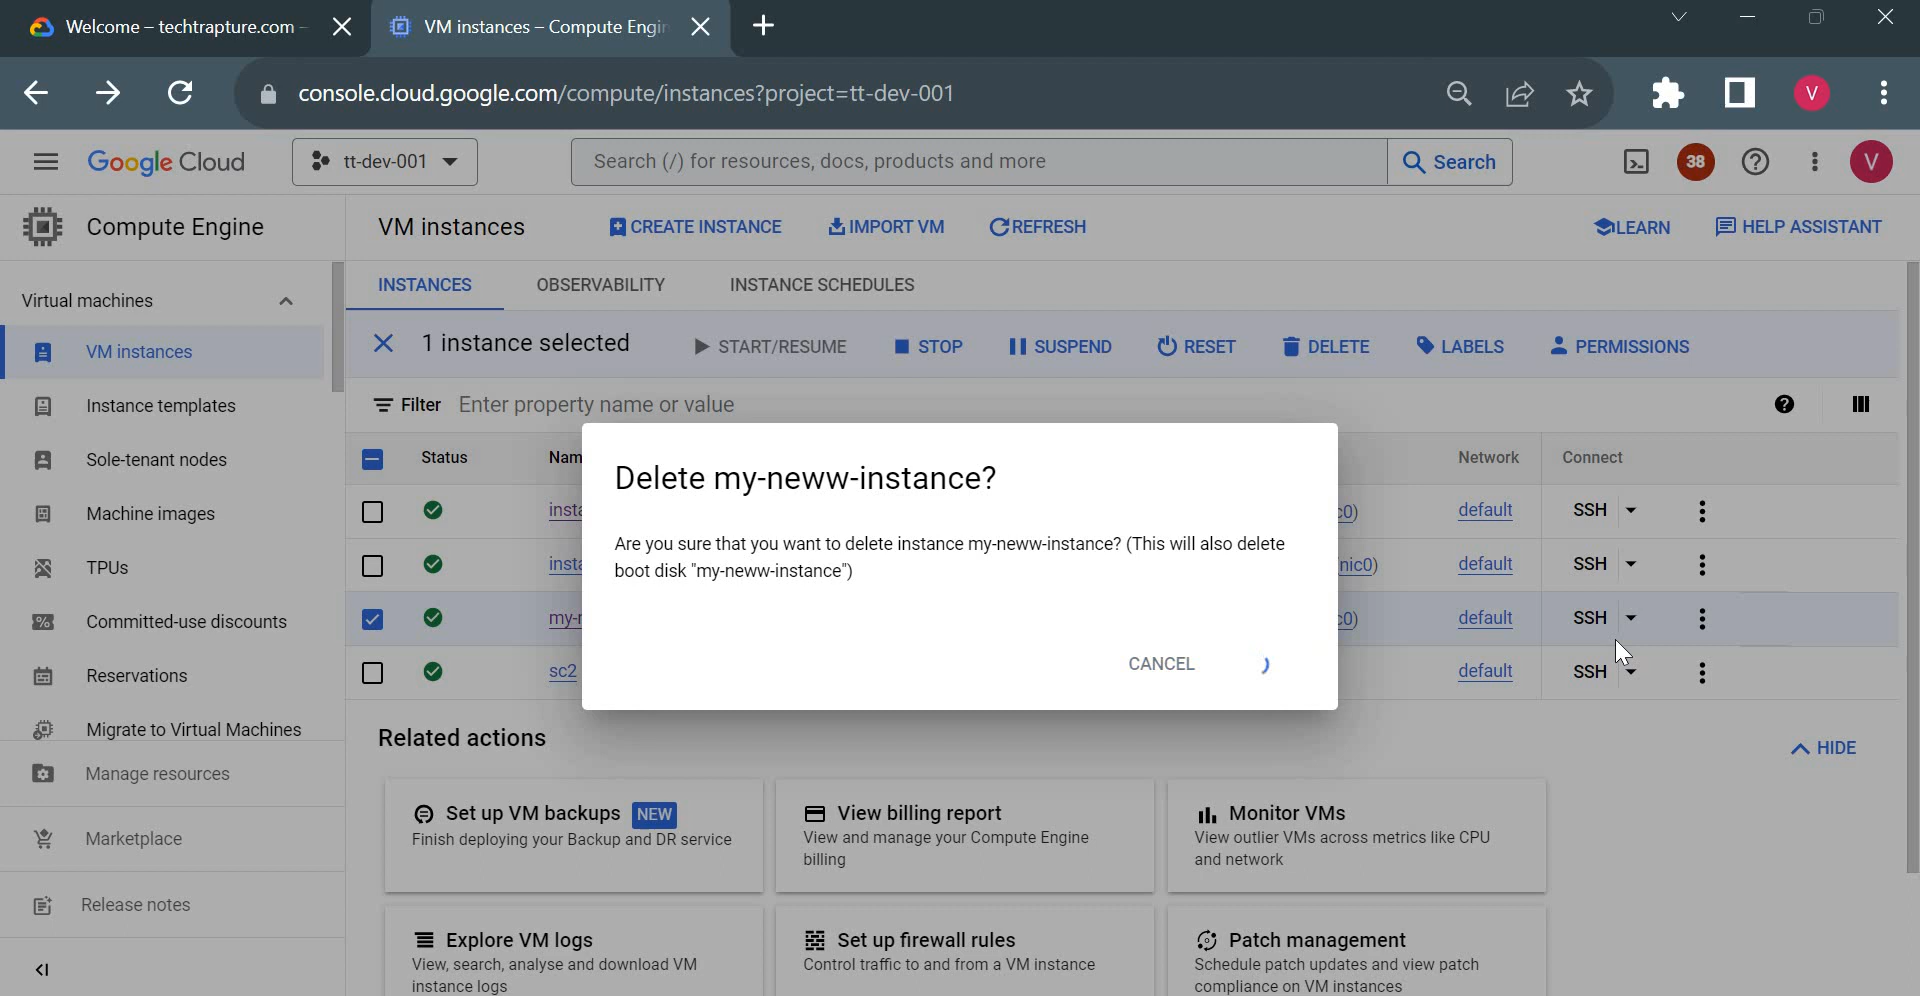 Welcome – techtrapture.com –
VM instances – Compute Engin
console.cloud.google.com/compute/instances?project=tt-dev-001
V
Google Cloud
tt-dev-001
Search (/) for resources, docs, products and more
Search
38
V
Compute Engine
VM instances
CREATE INSTANCE
IMPORT VM
REFRESH
LEARN
HELP ASSISTANT
Virtual machines
VM instances
Instance templates
Sole-tenant nodes
Machine images
TPUs
Committed-use discounts
Reservations
Migrate to Virtual Machines
Manage resources
Marketplace
Release notes
INSTANCES
OBSERVABILITY
INSTANCE SCHEDULES
1 instance selected
START/RESUME
STOP
SUSPEND
RESET
DELETE
LABELS
PERMISSIONS
Filter
Enter property name or value
Status
Nam
Network
Connect
inst
c0)
default
SSH
inst
nic0)
default
SSH
my-
c0)
default
SSH
sc2
default
SSH
Delete my-neww-instance?
Are you sure that you want to delete instance my-neww-instance? (This will also delete
boot disk "my-neww-instance")
CANCEL
Related actions
HIDE
Set up VM backups NEW
Finish deploying your Backup and DR service
View billing report
View and manage your Compute Engine
billing
Monitor VMs
View outlier VMs across metrics like CPU
and network
Explore VM logs
View, search, analyse and download VM
instance logs
Set up firewall rules
Control traffic to and from a VM instance
Patch management
Schedule patch updates and view patch
compliance on VM instances